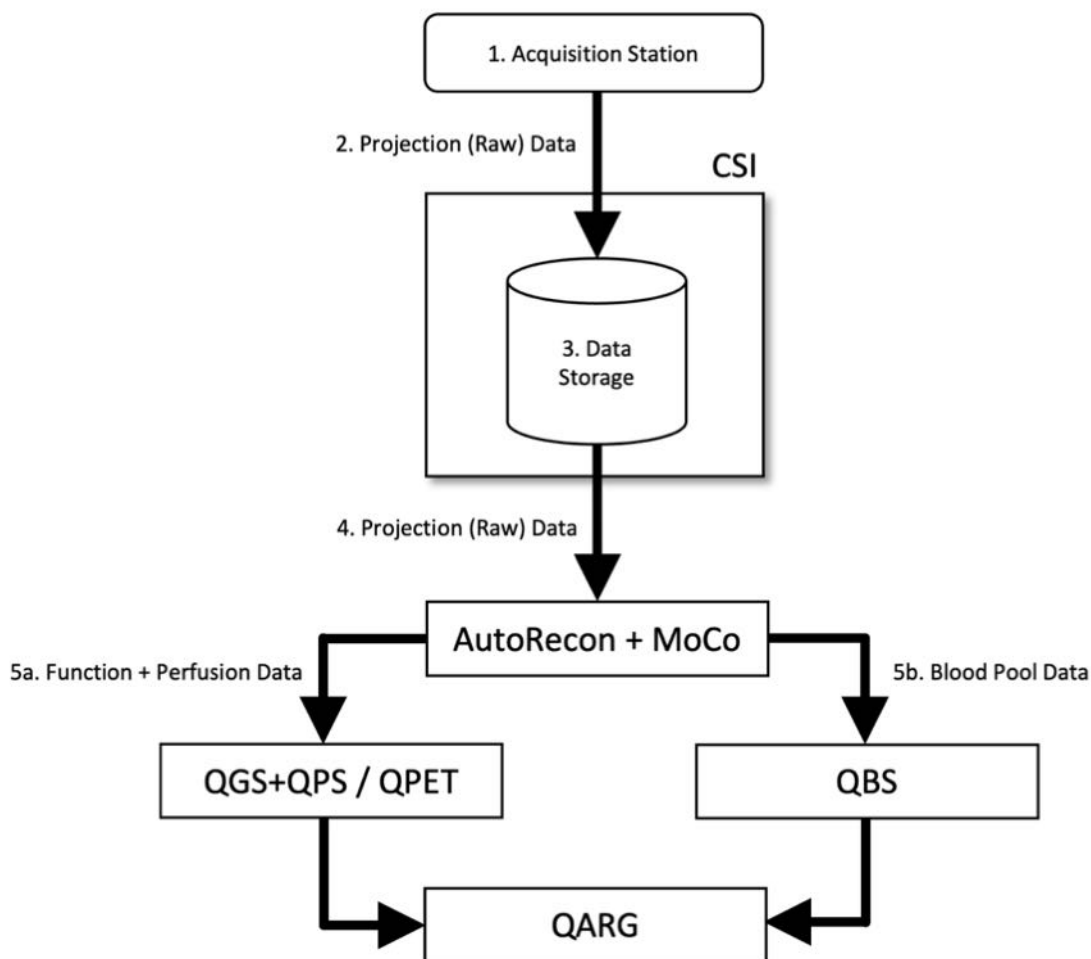 1. Acquisition Station
2. Projection (Raw) Data
CSI
3. Data
Storage
4. Projection (Raw) Data
AutoRecon + MoCo
5a. Function + Perfusion Data
5b. Blood Pool Data
QGS+QPS / QPET
QBS
QARG